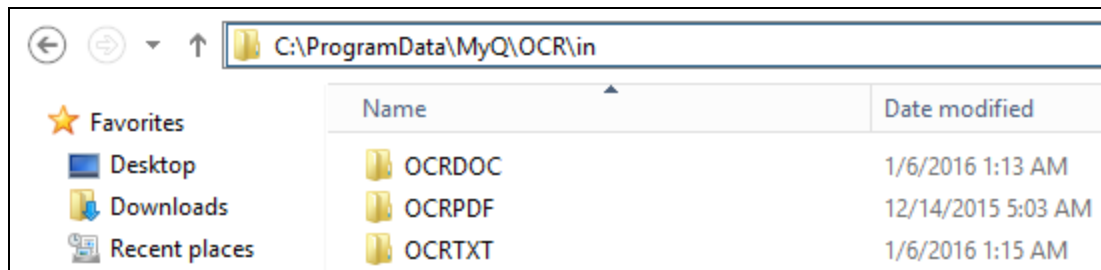 C:\ProgramData\MyQ\OCR\in
Favorites
Desktop
Downloads
Recent places
Name Date modified
OCRDOC 1/6/2016 1:13 AM
OCRPDF 12/14/2015 5:03 AM
OCRTXT 1/6/2016 1:15 AM